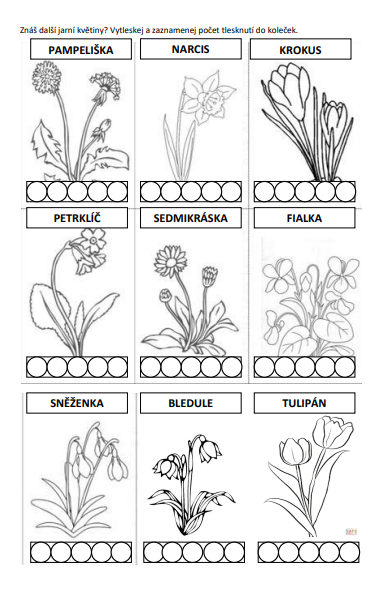 Znáš další jarní květiny? Vytleskej a zaznamenej počet tlesknutí do koleček.
PAMPELIŠKA NARCIS KROKUS
PETRKLÍČ SEDMIKRÁSKA FIALKA
SNĚŽENKA BLEDULE TULIPÁN